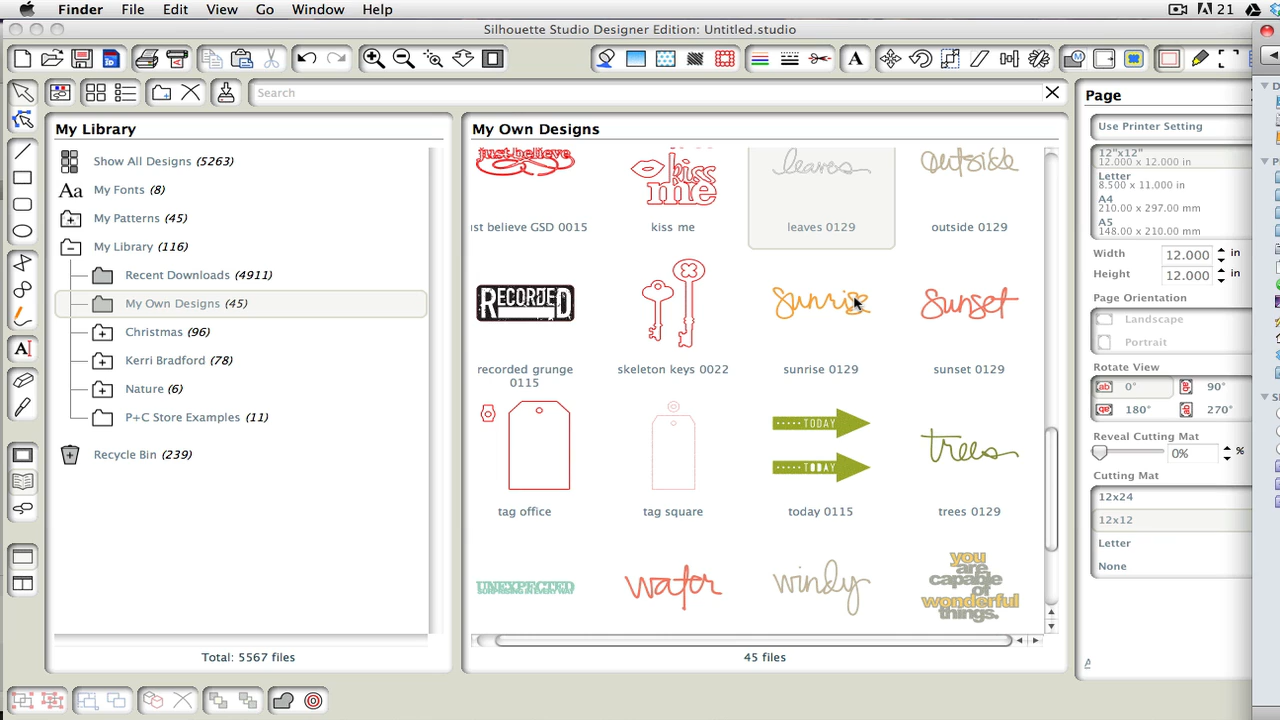 Finder File Edit View Go Window Help 21
Silhouette Studio Designer Edition: Untitled.studio
Search
My Library
Show All Designs (5263)
Aa My Fonts (8)
My Patterns (45)
My Library (116)
Recent Downloads (4911)
My Own Designs (45)
Christmas (96)
Kerri Bradford (78)
Nature (6)
P+C Store Examples (11)
Recycle Bin (239)
Total: 5567 files
My Own Designs
just believe
kiss
me
leaves
outside
ust believe GSD 0015
kiss me
leaves 0129
outside 0129
RECORDED
sunrise
sunset
recorded grunge
0115
skeleton keys 0022
sunrise 0129
sunset 0129
TODAY
TODAY
trees
tag office
tag square
today 0115
trees 0129
UNEXPECTED
SURPRISING IN EVERY WAY
water
windy
you
are
capable
of
wonderful
things.
45 files
Page
Use Printer Setting
12"x12"
12.000 x 12.000 in
Letter
8.500 x 11.000 in
A4
210.00 x 297.00 mm
A5
148.00 x 210.00 mm
Width 12.000 in
Height 12.000 in
Page Orientation
Landscape
Portrait
Rotate View
0° 90°
180° 270°
Reveal Cutting Mat
0% %
Cutting Mat
12x24
12x12
Letter
None